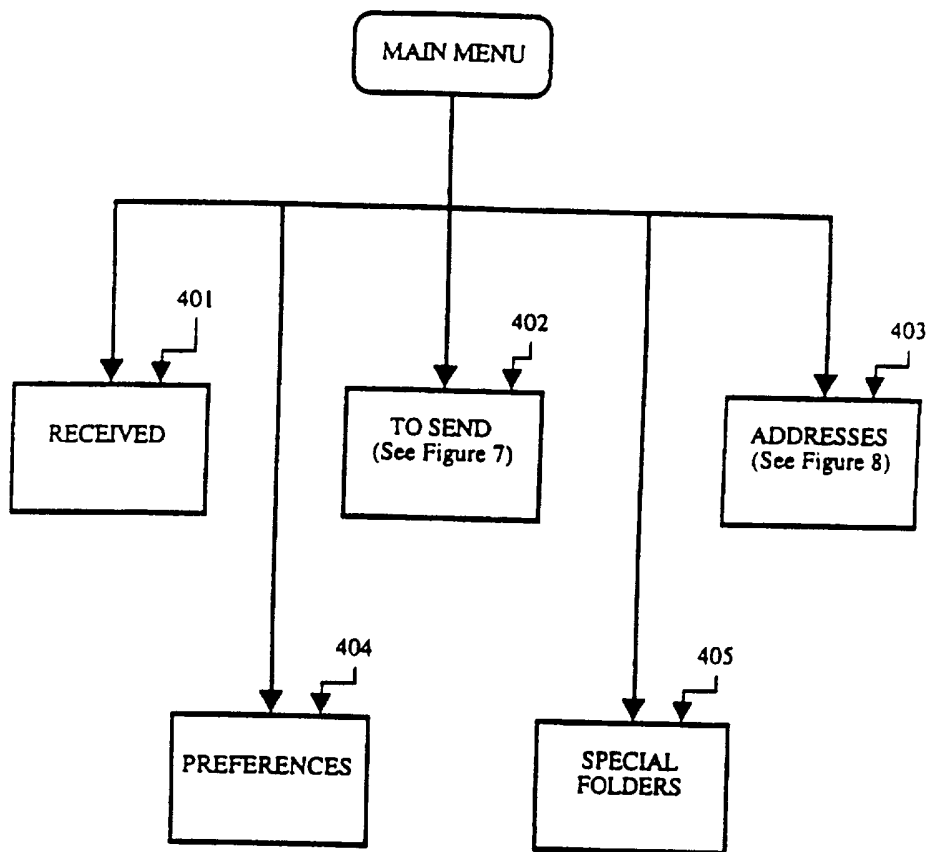 MAIN MENU
401
402
403
RECEIVED
TO SEND
(See Figure 7)
ADDRESSES
(See Figure 8)
404
405
PREFERENCES
SPECIAL
FOLDERS